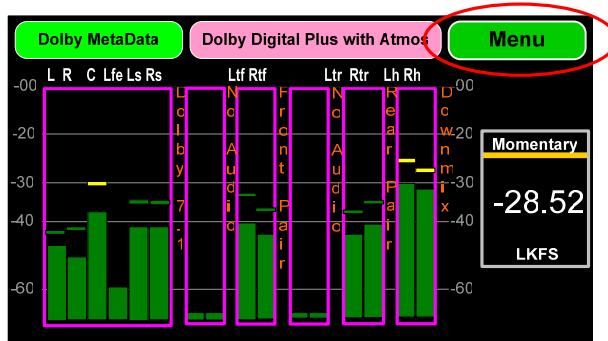 Dolby MetaData
Dolby Digital Plus with Atmos
Menu
L R C Lfe Ls Rs Ltf Rtf Ltr Rtr Lh Rh
-00 -00
-20 -20
-30 -30
-40 -40
-60 -60
Dolby 7-1
No Audio
Front Pair
No Audio
Rear Pair
Downmix
Momentary
-28.52
LKFS